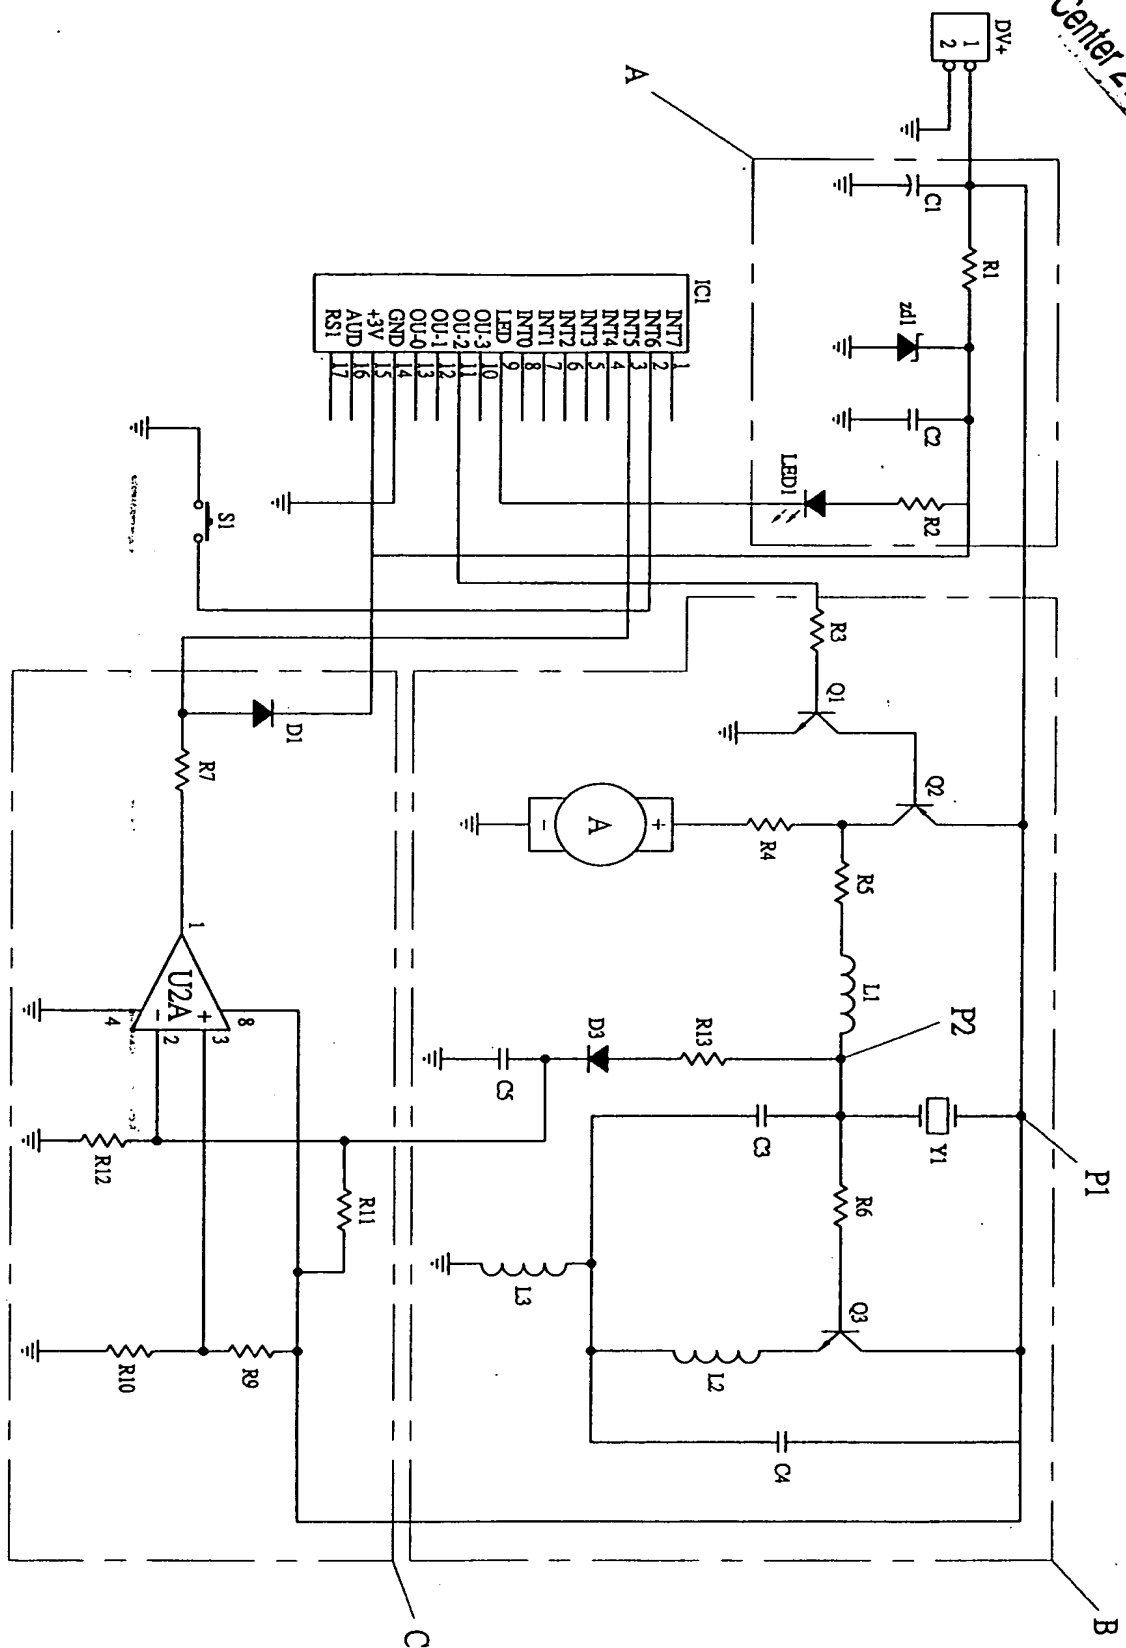 Center 2
DV+
1
2
A
C1
R1
zd1
C2
R2
LED1
IC1
INT7 1
INT6 2
INT5 3
INT4 4
INT3 5
INT2 6
INT1 7
INT0 8
LED 9
OU-3 10
OU-2 11
OU-1 12
OU-0 13
GND 14
+3V 15
AUD 16
RS1 17
S1
R3
Q1
Q2
R4
+
A
-
R5
L1
P2
R13
D3
C5
Y1
P1
C3
R6
Q3
L3
L2
C4
B
D1
R7
1
U2A
+
-
8
3
2
4
R11
R12
R9
R10
C